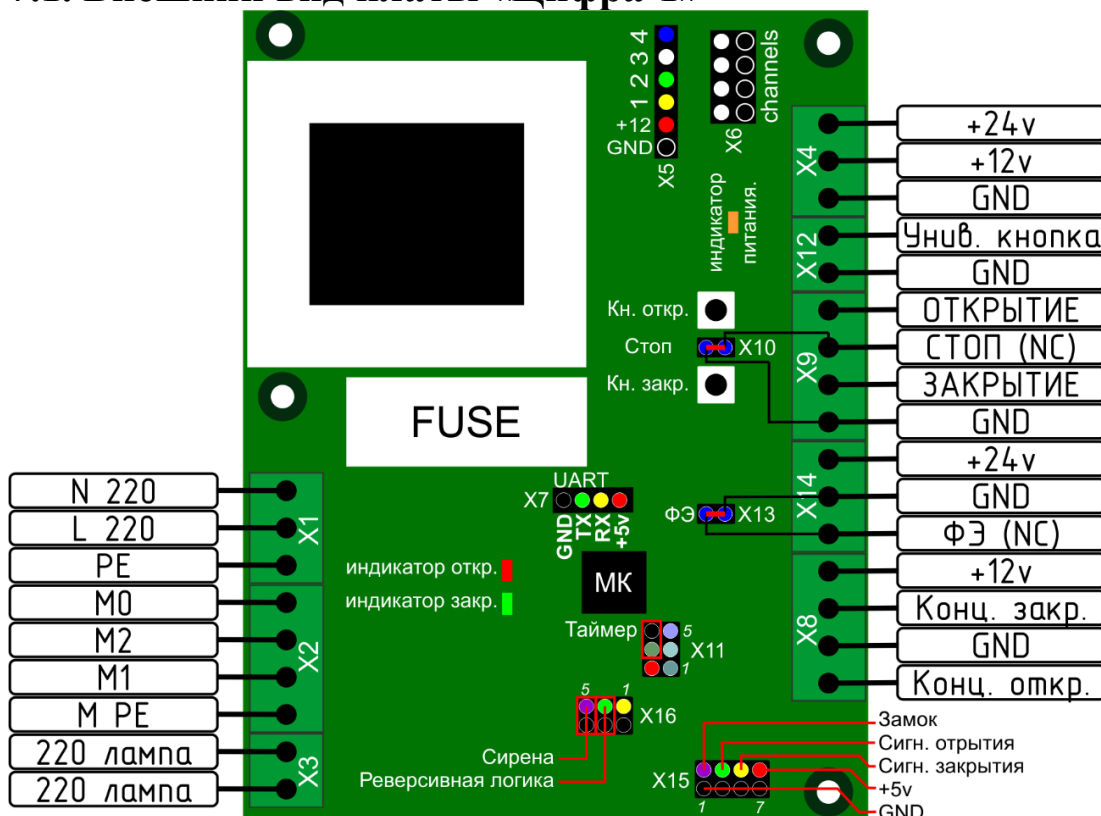 4
3
2
1
+12
GND
X5
X6
channels
индикатор
питания.
Кн. откр.
Стоп
X10
Кн. закр.
FUSE
UART
X7
GND
TX
RX
+5v
ФЭ
X13
индикатор откр.
индикатор закр.
МК
Таймер
5
X11
1
5
1
X16
Сирена
Реверсивная логика
X15
1
7
Замок
Сигн. отрытия
Сигн. закрытия
+5v
GND
N 220
L 220
PE
X1
M0
M2
M1
M PE
X2
220 лампа
220 лампа
X3
X4
+24v
+12v
GND
X12
Унив. кнопка
GND
X9
ОТКРЫТИЕ
СТОП (NC)
ЗАКРЫТИЕ
GND
X14
+24v
GND
ФЭ (NC)
X8
+12v
Конц. закр.
GND
Конц. откр.